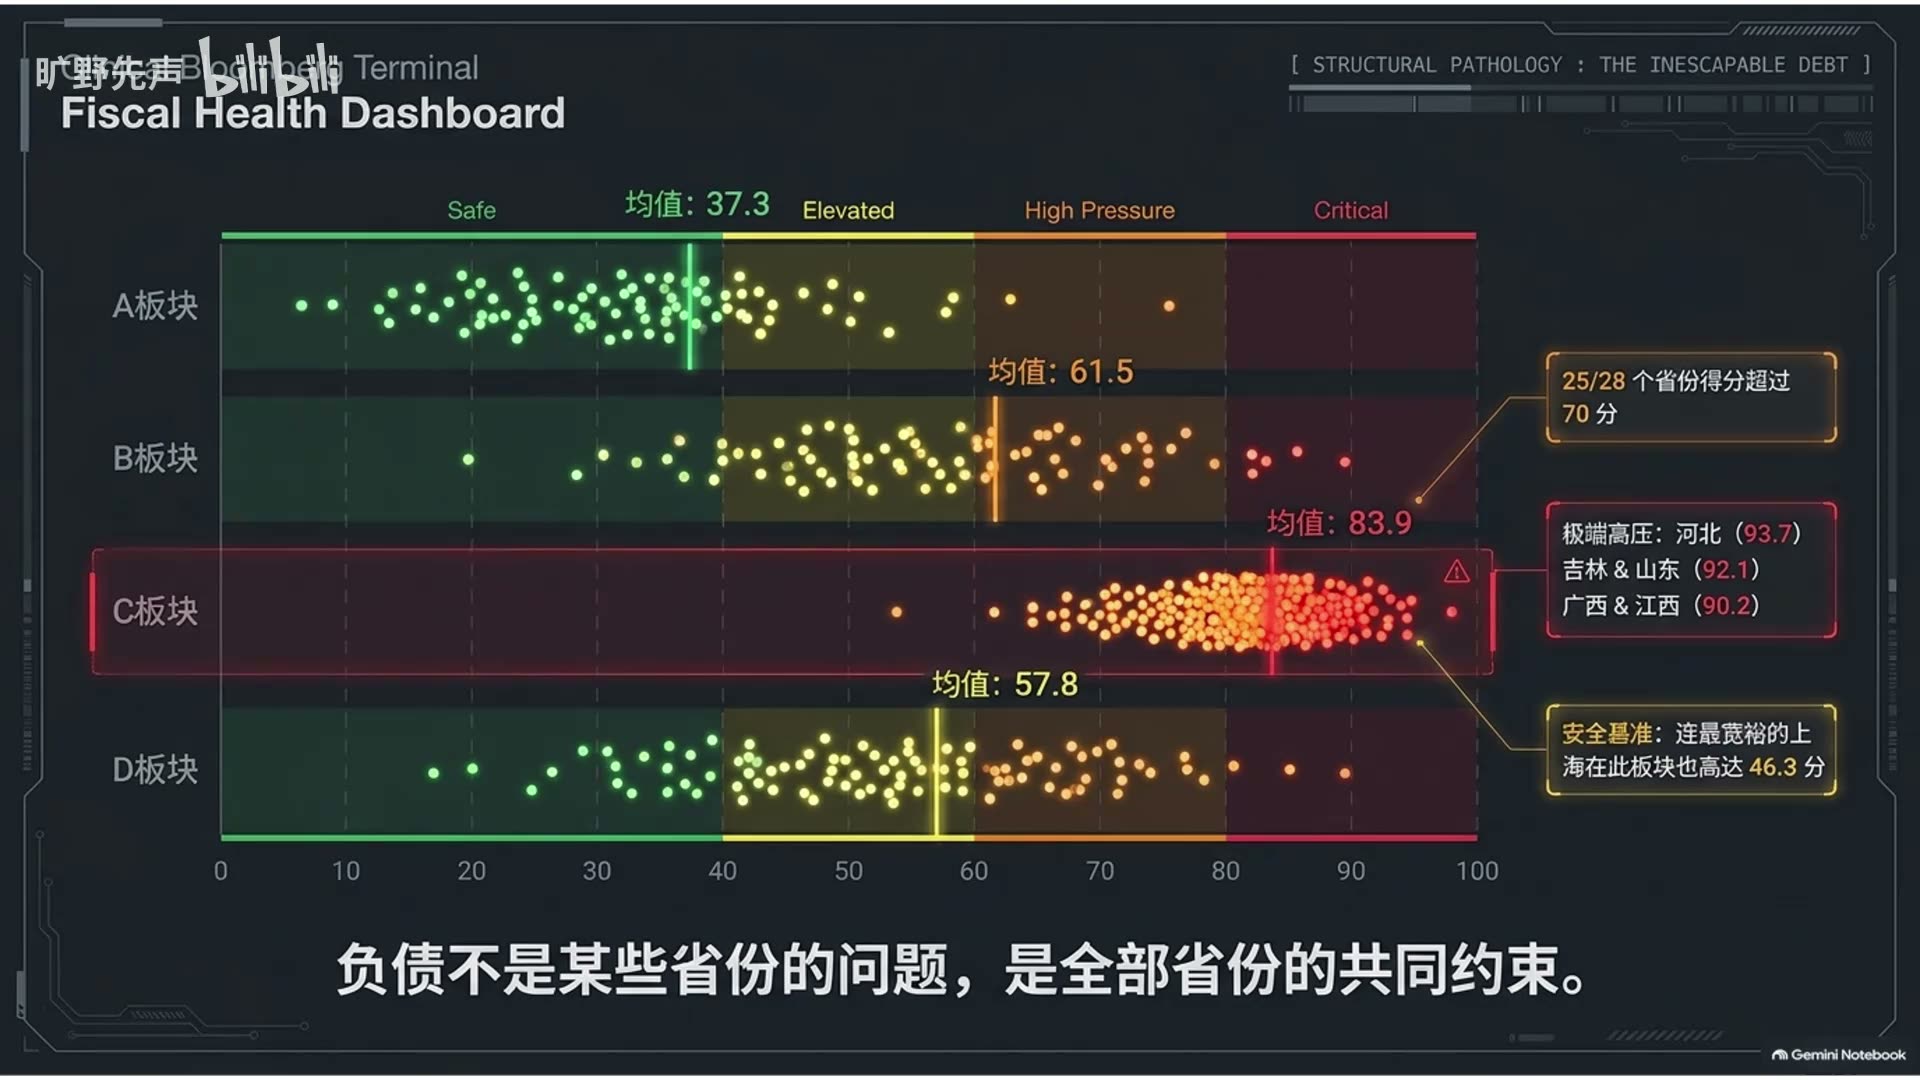 旷野先声 bilibili
Clinical Bloomberg Terminal
Fiscal Health Dashboard
[ STRUCTURAL PATHOLOGY : THE INESCAPABLE DEBT ]
Safe
均值：37.3
Elevated
High Pressure
Critical
A板块
均值：61.5
25/28 个省份得分超过
70 分
B板块
均值：83.9
极端高压：河北（93.7）
吉林 & 山东（92.1）
广西 & 江西（90.2）
C板块
均值：57.8
安全基准：连最宽裕的上
海在此板块也高达 46.3 分
D板块
0 10 20 30 40 50 60 70 80 90 100
负债不是某些省份的问题，是全部省份的共同约束。
Gemini Notebook